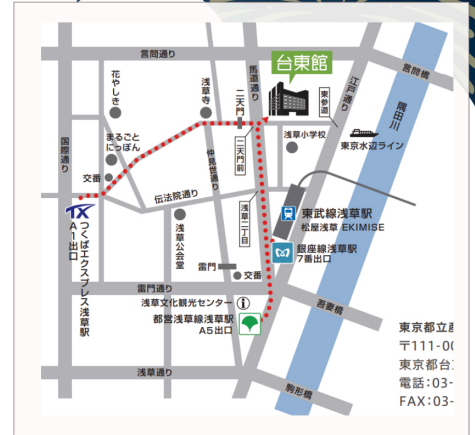 言問通り
台東館
馬道通り
江戸通り
言問橋
花やしき
浅草寺
二天門
東参道
隅田川
まるごと
にっぽん
国際通り
二天門前
浅草小学校
東京水辺ライン
交番
仲見世通り
伝法院通り
TX
つくばエクスプレス浅草駅
A1出口
浅草公会堂
浅草二丁目
東武線浅草駅
松屋浅草 EKIMISE
銀座線浅草駅
7番出口
雷門
交番
雷門通り
浅草文化観光センター
都営浅草線浅草駅
A5出口
吾妻橋
浅草通り
駒形橋
東京都立産
〒111-00
東京都台
電話:03-
FAX:03-